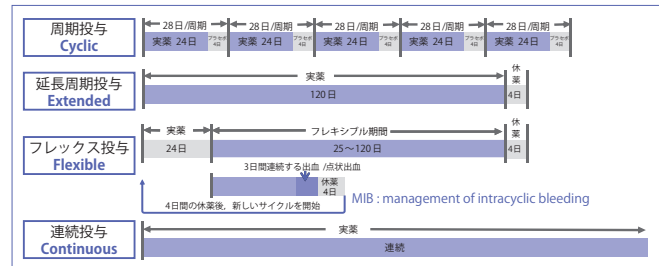 周期投与
Cyclic
28日/周期 28日/周期 28日/周期 28日/周期 28日/周期
実薬 24日 プラセボ 4日 実薬 24日 プラセボ 4日 実薬 24日 プラセボ 4日 実薬 24日 プラセボ 4日 実薬 24日 プラセボ 4日
延長周期投与
Extended
実薬 休薬
120日 4日
フレックス投与
Flexible
実薬 フレキシブル期間 休薬
24日 25〜120日 4日
3日間連続する出血/点状出血
休薬
4日
MIB : management of intracyclic bleeding
4日間の休薬後，新しいサイクルを開始
連続投与
Continuous
実薬
連続